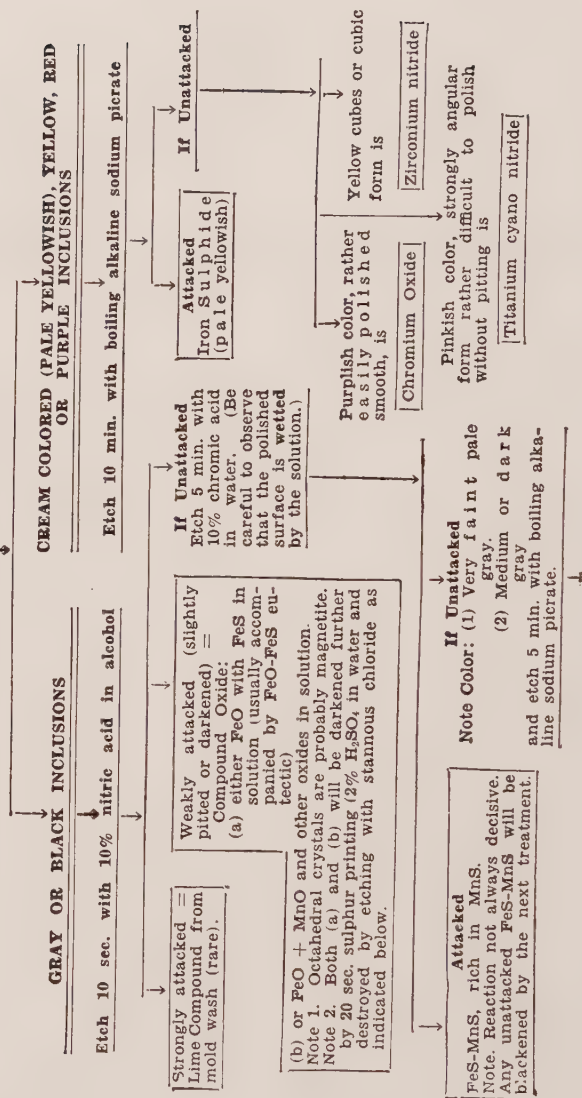 GRAY OR BLACK INCLUSIONS
Etch 10 sec. with 10% nitric acid in alcohol
Strongly attacked =
Lime Compound from
mold wash (rare).
Weakly attacked (slightly
pitted or darkened) =
Compound Oxide:
(a) either FeO with FeS in
solution (usually accom-
panied by FeO-FeS eu-
tectic)
(b) or FeO + MnO and other oxides in solution.
Note 1. Octahedral crystals are probably magnetite.
Note 2. Both (a) and (b) will be darkened further
by 20 sec. sulphur printing (2% H₂SO₄ in water and
destroyed by etching with stannous chloride as
indicated below.
If Unattacked
Etch 5 min. with
10% chromic acid
in water. (Be
careful to observe
that the polished
surface is wetted
by the solution.)
Attacked
FeS-MnS, rich in MnS.
Note. Reaction not always decisive.
Any unattacked FeS-MnS will be
blackened by the next treatment.
If Unattacked
Note Color: (1) Very faint pale
gray.
(2) Medium or dark
gray
and etch 5 min. with boiling alka-
line sodium picrate.
CREAM COLORED (PALE YELLOWISH), YELLOW, RED
OR PURPLE INCLUSIONS
Etch 10 min. with boiling alkaline sodium picrate
Attacked
Iron Sulphide
(pale yellowish)
If Unattacked
Purplish color, rather
easily polished
smooth, is
Chromium Oxide
Pinkish color, strongly angular
form rather difficult to polish
without pitting is
Titanium cyano nitride
Yellow cubes or cubic
form is
Zirconium nitride